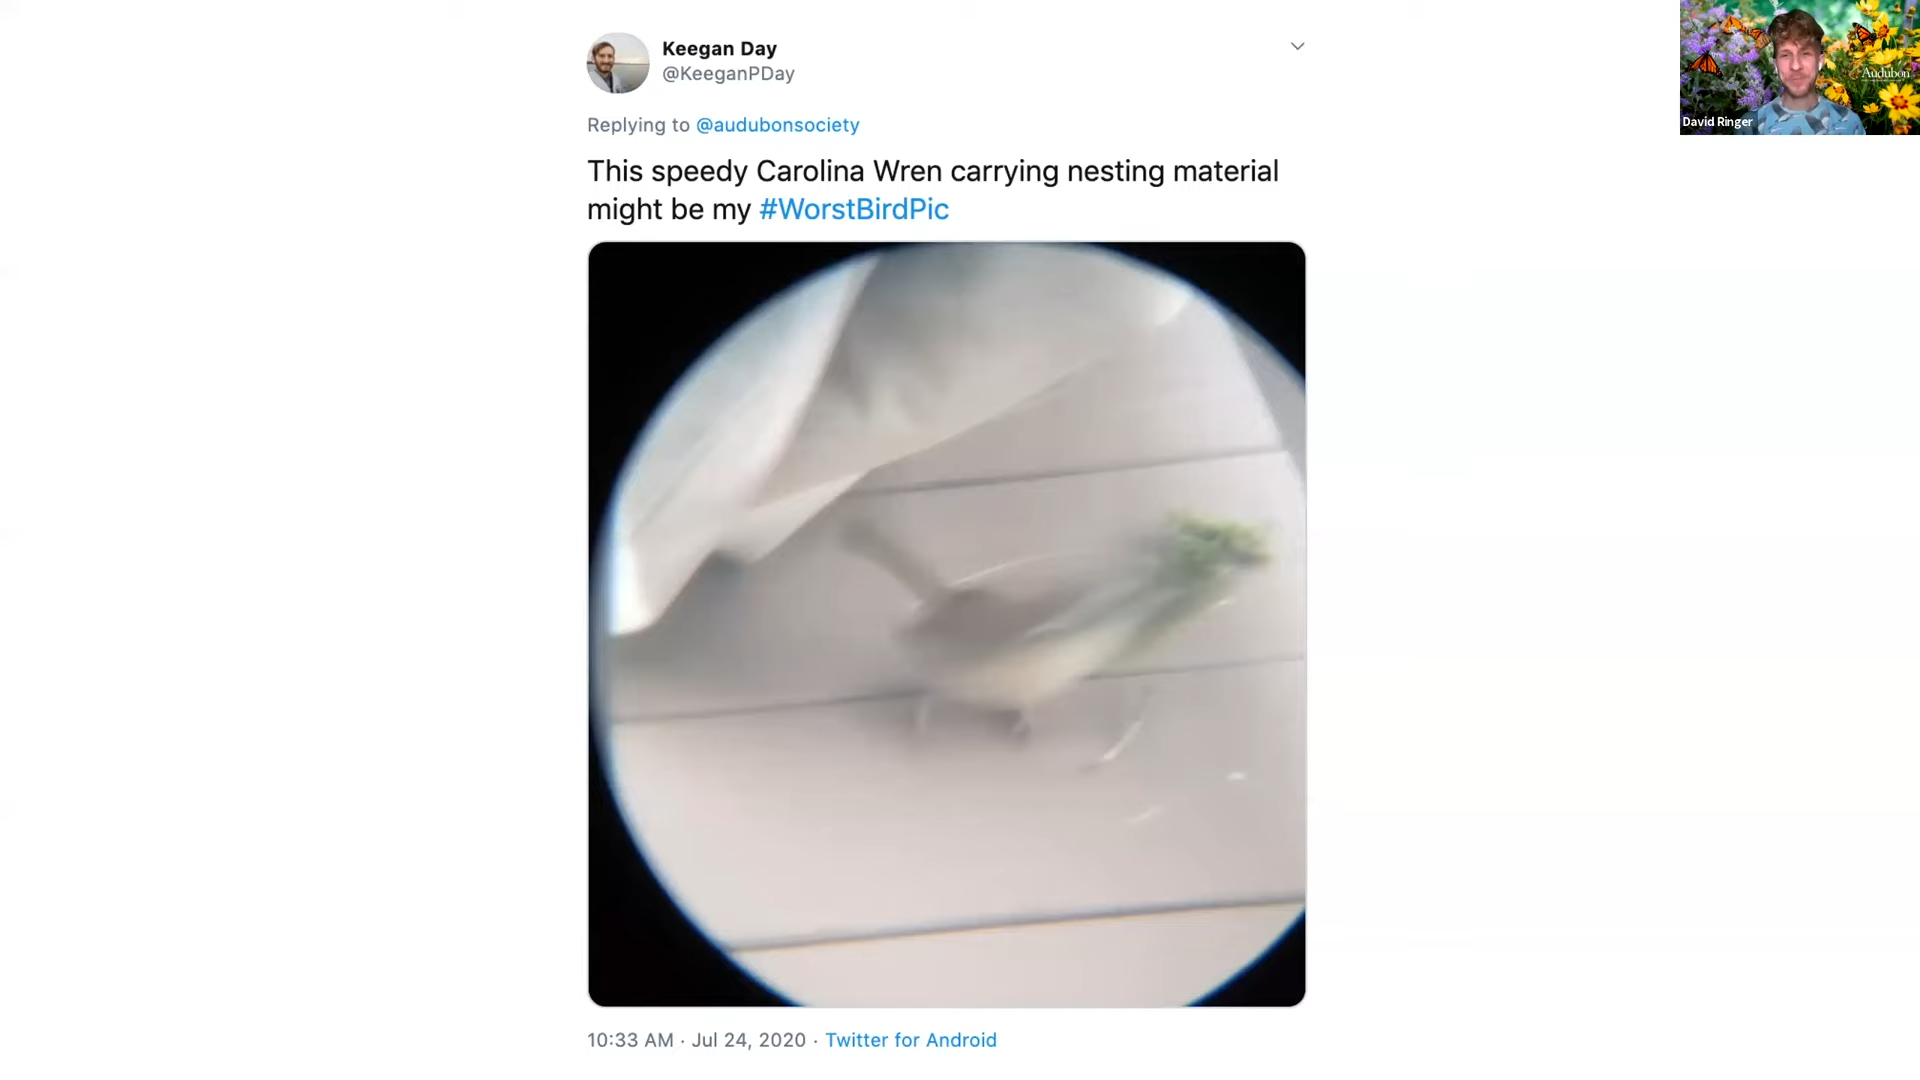 Keegan Day
@KeeganPDay
Replying to @audubonsociety
This speedy Carolina Wren carrying nesting material
might be my #WorstBirdPic
10:33 AM · Jul 24, 2020 · Twitter for Android
Audubon
David Ringer